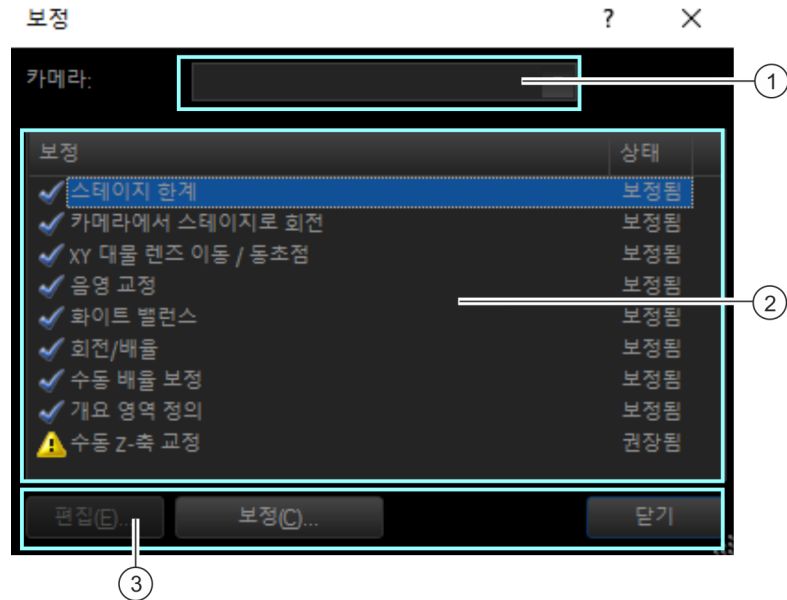 보정 ? ×
카메라:
1
보정 상태
스테이지 한계 보정됨
카메라에서 스테이지로 회전 보정됨
XY 대물 렌즈 이동 / 동초점 보정됨
음영 교정 보정됨
화이트 밸런스 보정됨
2
회전/배율 보정됨
수동 배율 보정 보정됨
개요 영역 정의 보정됨
수동 Z-축 교정 권장됨
편집(E)... 보정(C)... 닫기
3